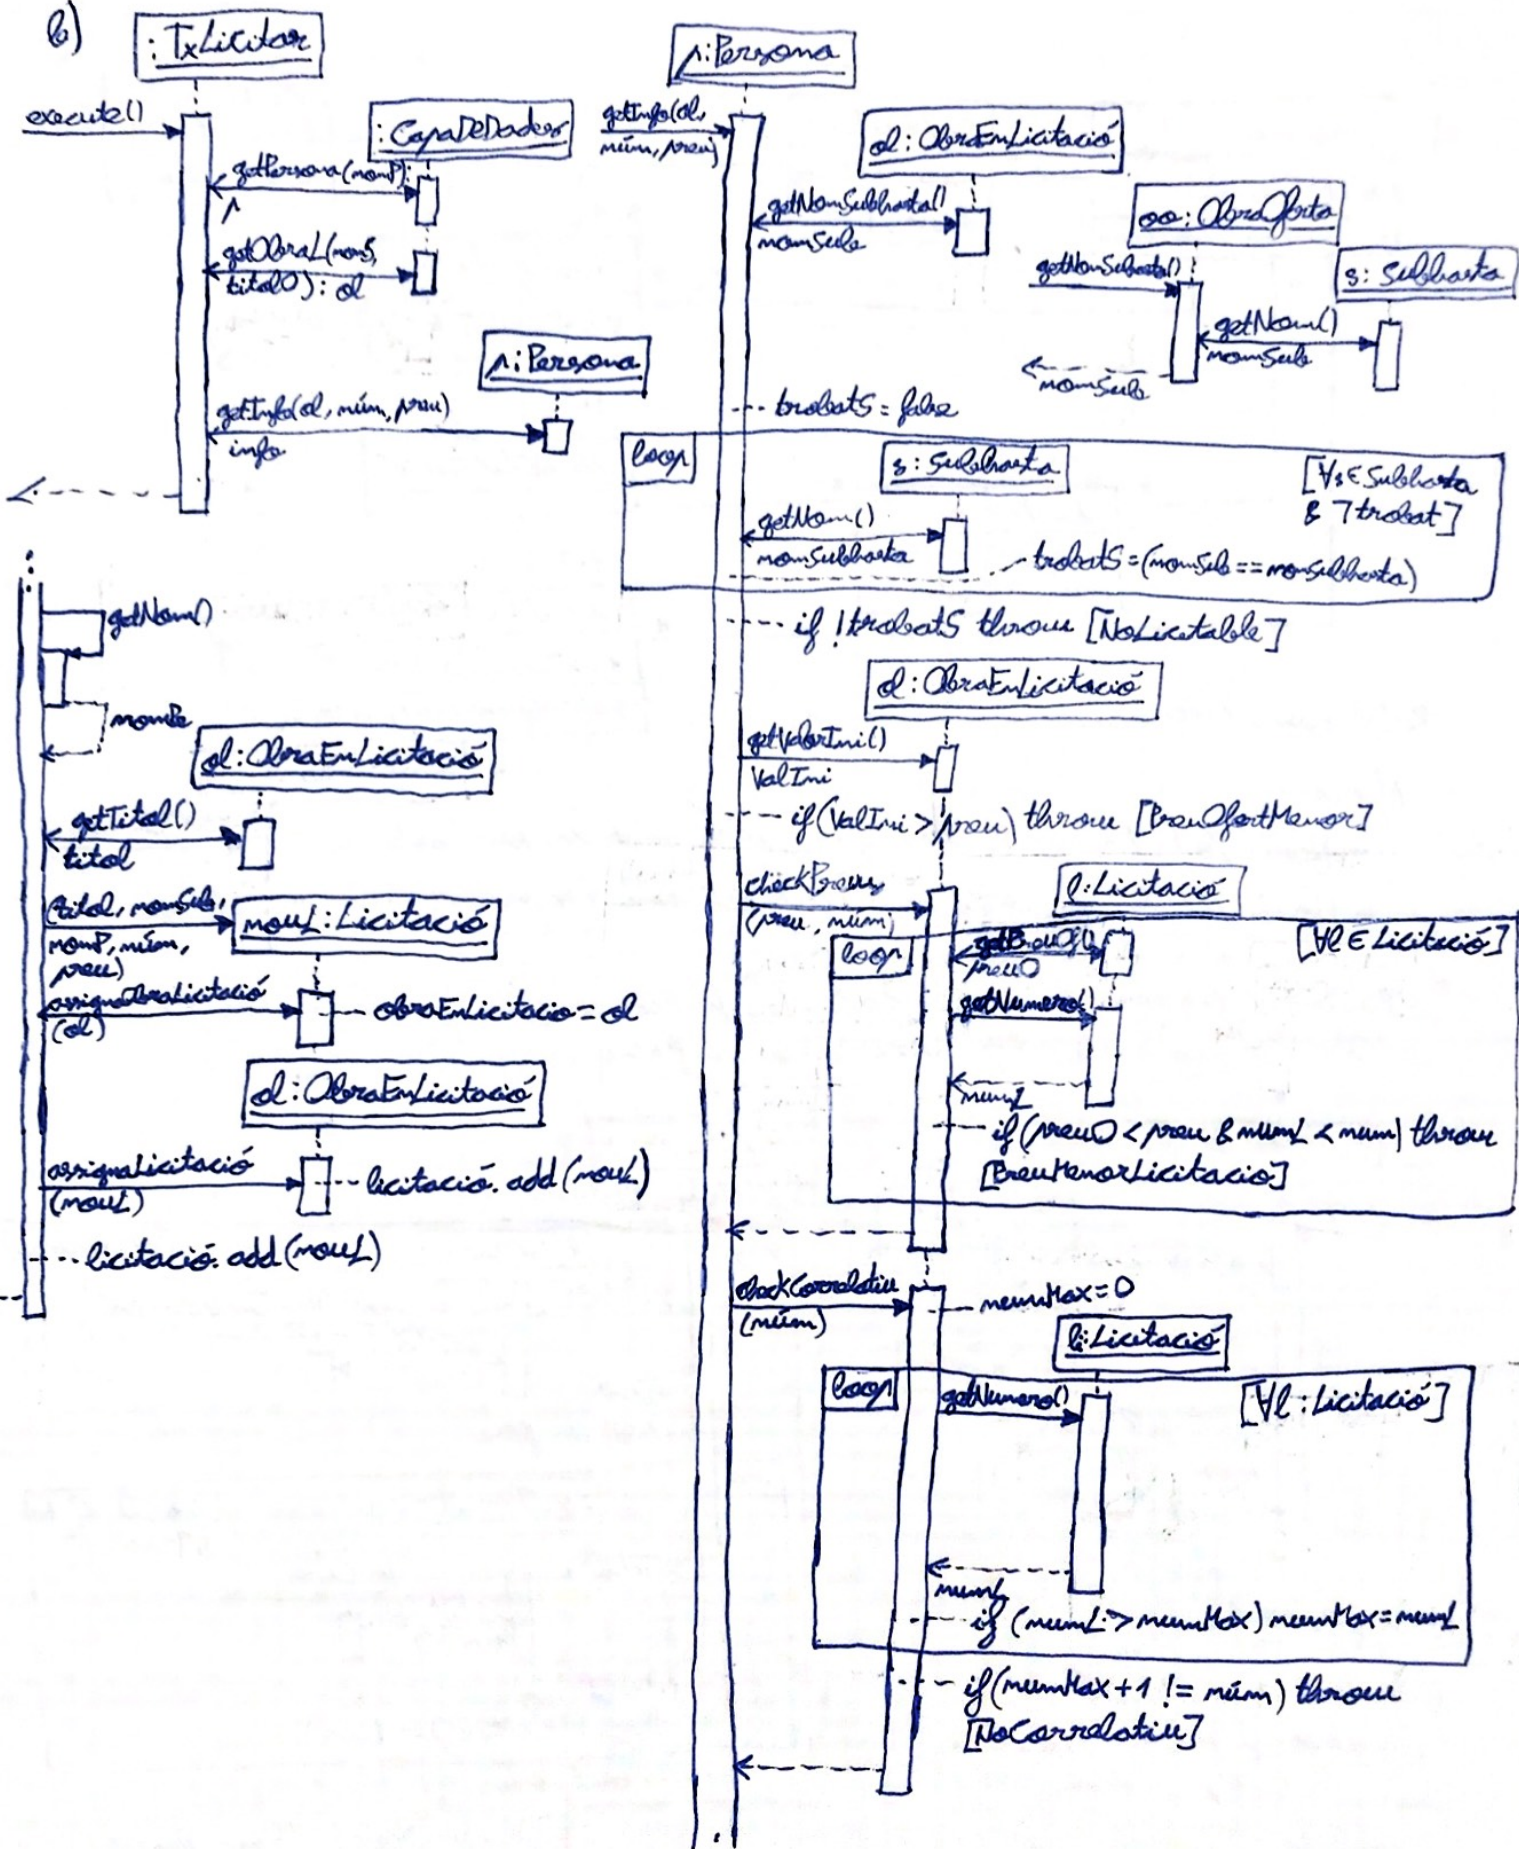 b)
:TxLicitar
execute()
:CapaDeDades
getPersona(nomP):
p
getObraL(nomS,
titolO): ol
p:Persona
getInfo(ol, núm, preu)
info
p:Persona
getInfo(ol,
núm, preu)
ol:ObraEnLicitació
getNomSubhasta()
nomSub
oo:ObraOferta
getNomSubasta()
s:Subhasta
getNom()
nomSub
nomSub
trobatS = false
loop
s:Subhasta
[∀s∈Subhasta
& ¬trobat]
getNom()
nomSubhasta
trobatS = (nomSub == nomSubhasta)
if !trobatS throw [NoLicitable]
ol:ObraEnLicitació
getValorIni()
ValIni
if (ValIni > preu) throw [PreuOfertMenor]
checkPreus
(preu, núm)
l:Licitació
loop
[∀l ∈ Licitació]
getPreuOf()
preuO
getNumero()
numL
if (preuO < preu & numL < num) throw
[PreuMenorLicitacio]
checkCorrelatiu
(núm)
numMax = 0
l:Licitació
loop
getNumero()
[∀l : Licitació]
numL
if (numL > numMax) numMax = numL
if (numMax + 1 != núm) throw
[NoCorrelatiu]
getNom()
nomPe
ol:ObraEnLicitació
getTitol()
titol
(titol, nomSub,
nomP, núm,
preu)
nouL:Licitació
assignaObraLicitació
(ol)
obraEnLicitacio = ol
ol:ObraEnLicitació
assignaLicitació
(nouL)
licitació.add(nouL)
licitació.add(nouL)